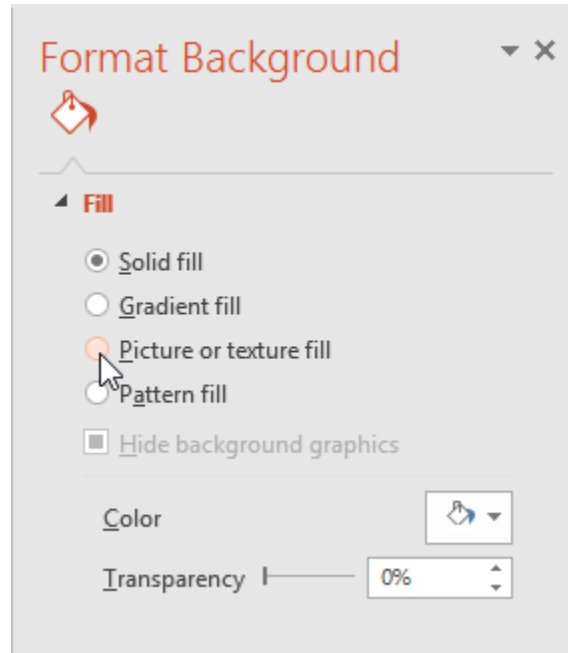 Format Background
Fill
Solid fill
Gradient fill
Picture or texture fill
Pattern fill
Hide background graphics
Color
Transparency 0%